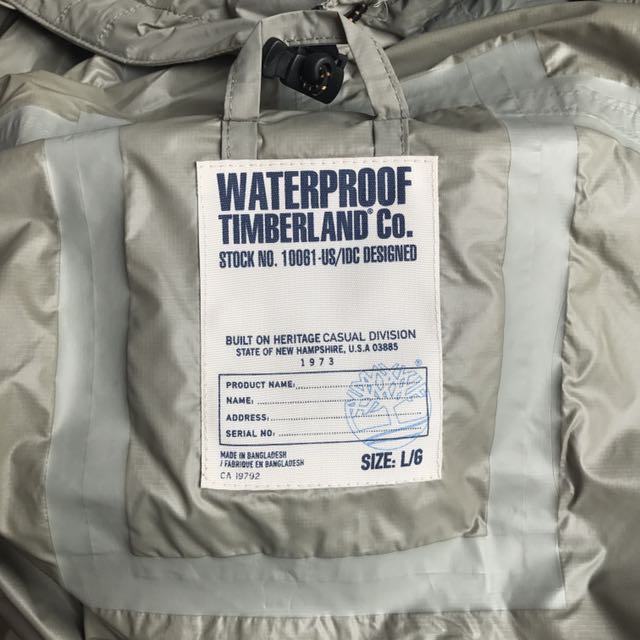 WATERPROOF
TIMBERLAND® Co.
STOCK NO. 10061-US/IDC DESIGNED
BUILT ON HERITAGE CASUAL DIVISION
STATE OF NEW HAMPSHIRE, U.S.A 03885
1973
PRODUCT NAME:
NAME:
ADDRESS:
SERIAL NO:
MADE IN BANGLADESH
/ FABRIQUE EN BANGLADESH
CA 19792
SIZE: L/G